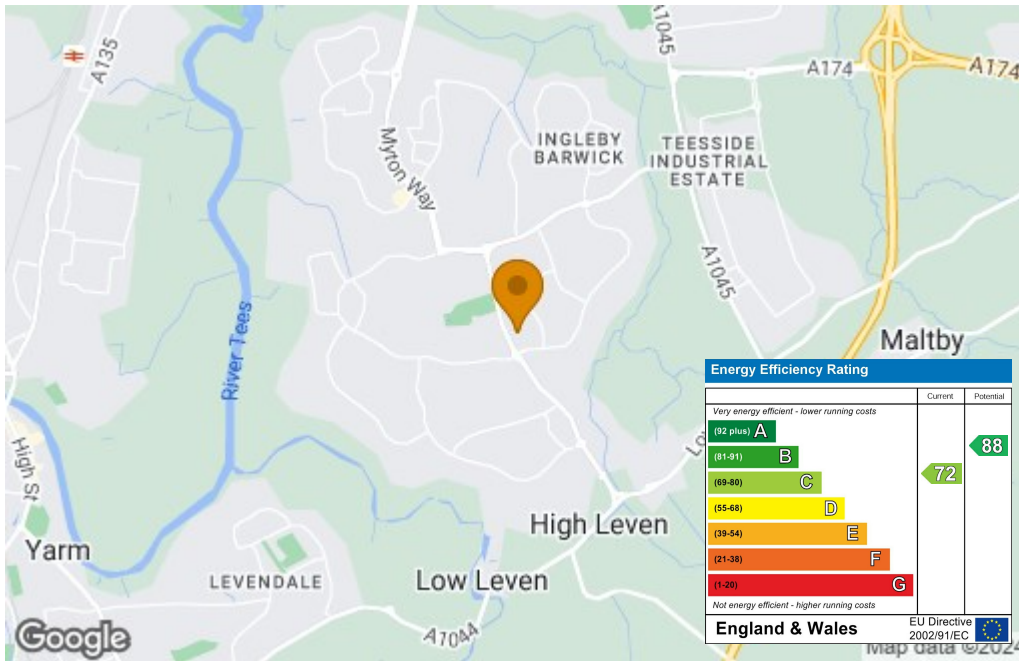 A135
A1045
A174
A174
Myton Way
INGLEBY
BARWICK
TEESSIDE
INDUSTRIAL
ESTATE
A1045
River Tees
Maltby
High St
Yarm
LEVENDALE
High Leven
Low Leven
A1044
Google
Energy Efficiency Rating
Current
Potential
Very energy efficient - lower running costs
(92 plus) A
(81-91) B
(69-80) C
(55-68) D
(39-54) E
(21-38) F
(1-20) G
72
88
Not energy efficient - higher running costs
England & Wales
EU Directive
2002/91/EC
Map data ©2024